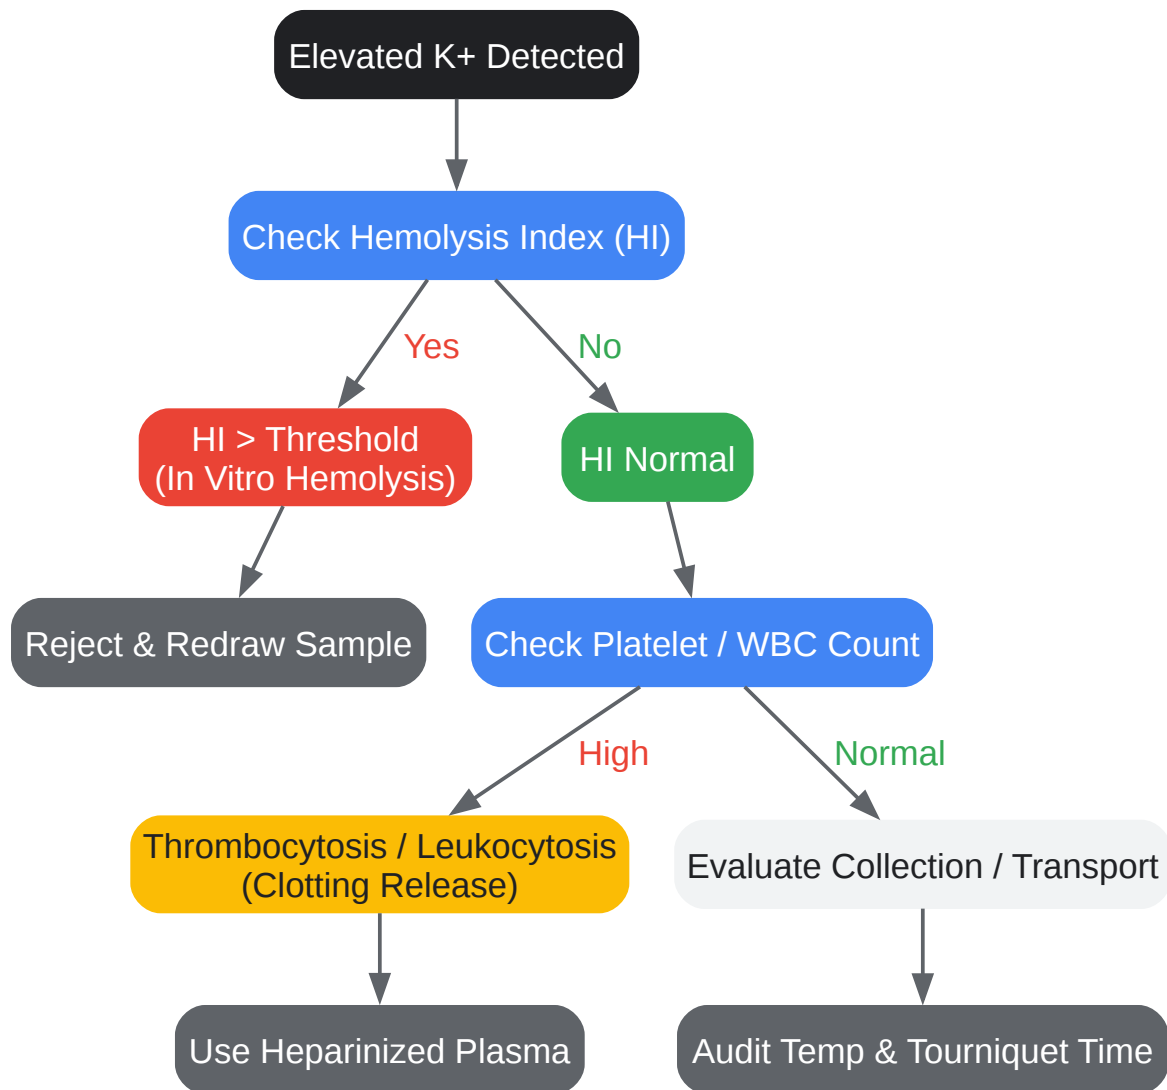 Elevated K+ Detected
Check Hemolysis Index (HI)
Yes
No
HI > Threshold
(In Vitro Hemolysis)
HI Normal
Reject & Redraw Sample
Check Platelet / WBC Count
High
Normal
Thrombocytosis / Leukocytosis
(Clotting Release)
Evaluate Collection / Transport
Use Heparinized Plasma
Audit Temp & Tourniquet Time